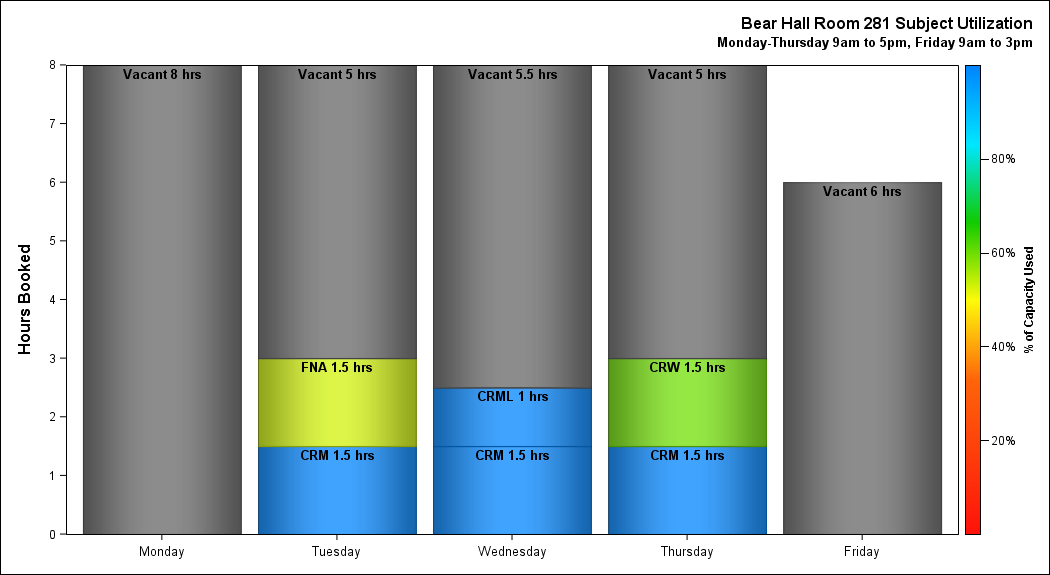 Bear Hall Room 281 Subject Utilization
Monday-Thursday 9am to 5pm, Friday 9am to 3pm
Hours Booked
8
7
6
5
4
3
2
1
0
Vacant 8 hrs
Vacant 5 hrs
Vacant 5.5 hrs
Vacant 5 hrs
Vacant 6 hrs
FNA 1.5 hrs
CRW 1.5 hrs
CRML 1 hrs
CRM 1.5 hrs
CRM 1.5 hrs
CRM 1.5 hrs
Monday
Tuesday
Wednesday
Thursday
Friday
80%
60%
40%
20%
% of Capacity Used